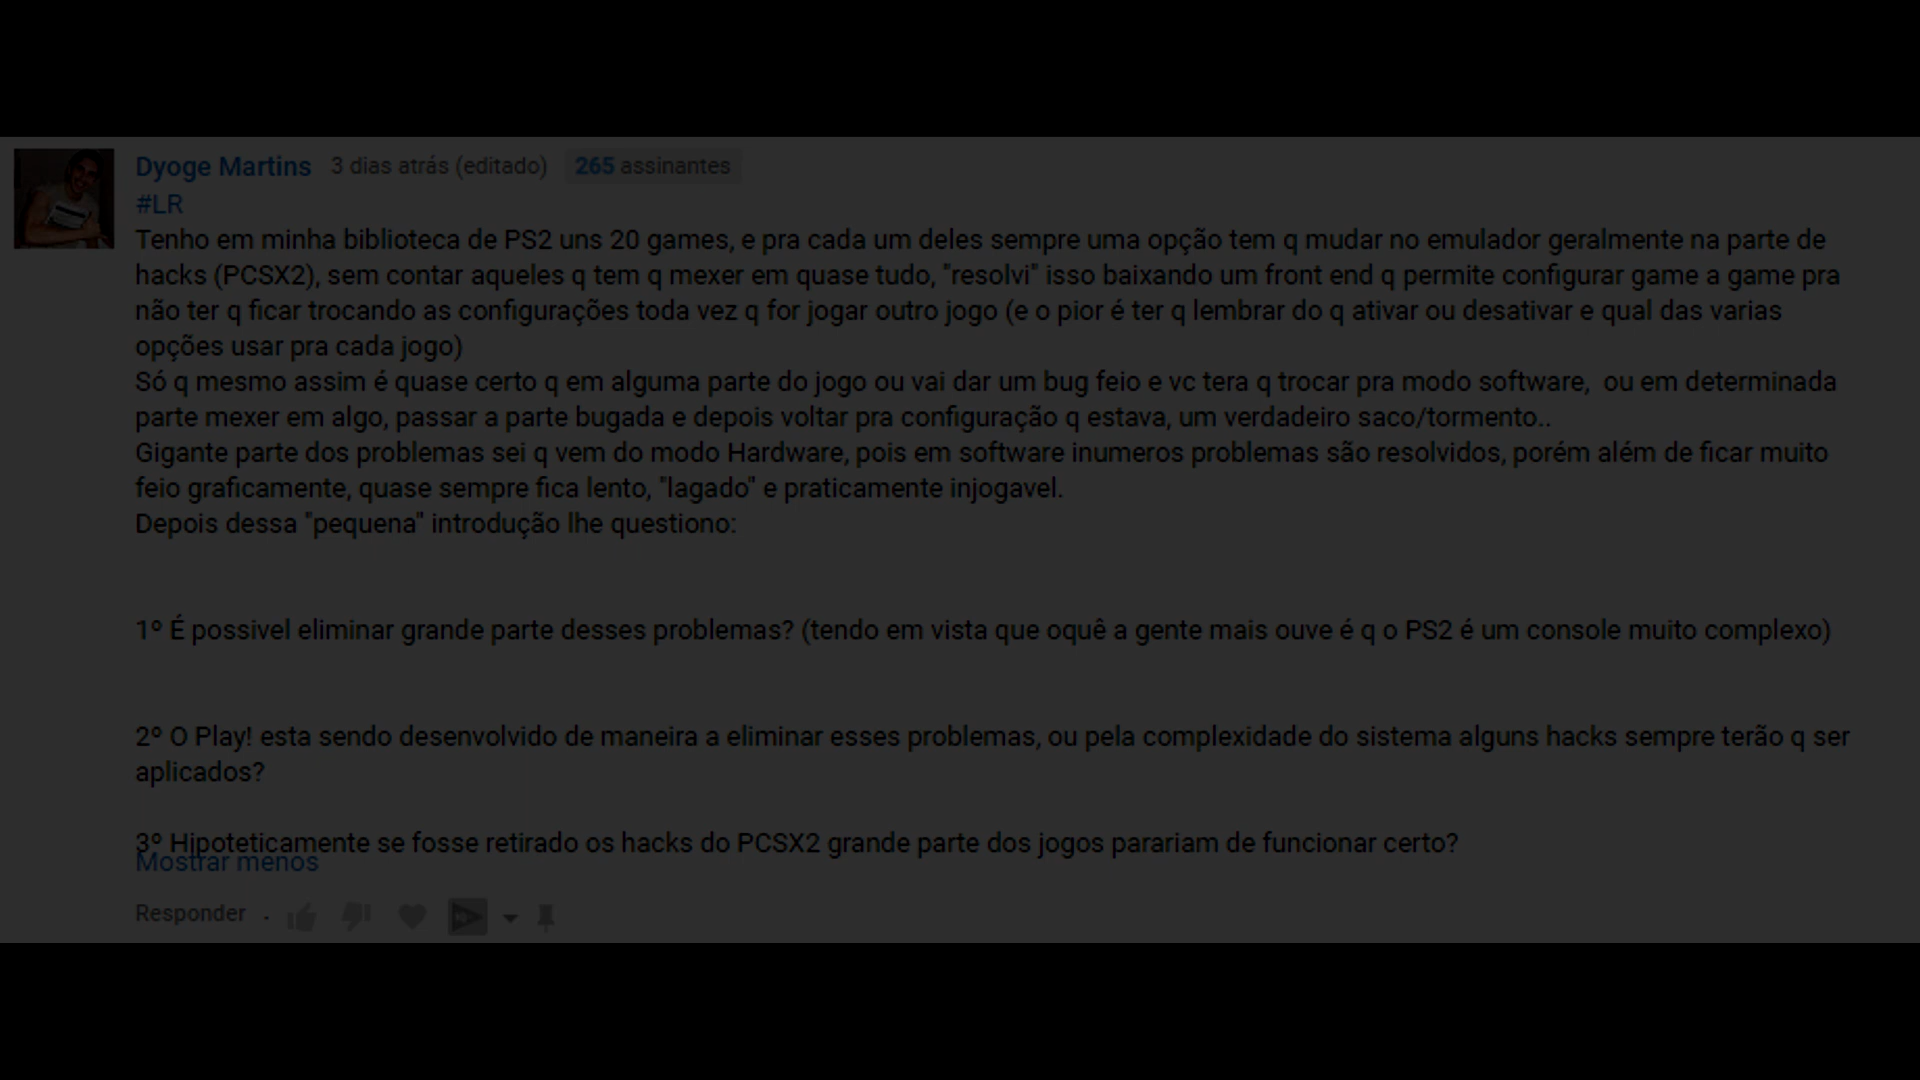 Dyoge Martins 3 dias atrás (editado) 265 assinantes
#LR
Tenho em minha biblioteca de PS2 uns 20 games, e pra cada um deles sempre uma opção tem q mudar no emulador geralmente na parte de
hacks (PCSX2), sem contar aqueles q tem q mexer em quase tudo, "resolvi" isso baixando um front end q permite configurar game a game pra
não ter q ficar trocando as configurações toda vez q for jogar outro jogo (e o pior é ter q lembrar do q ativar ou desativar e qual das varias
opções usar pra cada jogo)
Só q mesmo assim é quase certo q em alguma parte do jogo ou vai dar um bug feio e vc tera q trocar pra modo software,  ou em determinada
parte mexer em algo, passar a parte bugada e depois voltar pra configuração q estava, um verdadeiro saco/tormento..
Gigante parte dos problemas sei q vem do modo Hardware, pois em software inumeros problemas são resolvidos, porém além de ficar muito
feio graficamente, quase sempre fica lento, "lagado" e praticamente injogavel.
Depois dessa "pequena" introdução lhe questiono:
1º É possivel eliminar grande parte desses problemas? (tendo em vista que oquê a gente mais ouve é q o PS2 é um console muito complexo)
2º O Play! esta sendo desenvolvido de maneira a eliminar esses problemas, ou pela complexidade do sistema alguns hacks sempre terão q ser
aplicados?
3º Hipoteticamente se fosse retirado os hacks do PCSX2 grande parte dos jogos parariam de funcionar certo?
Mostrar menos
Responder .